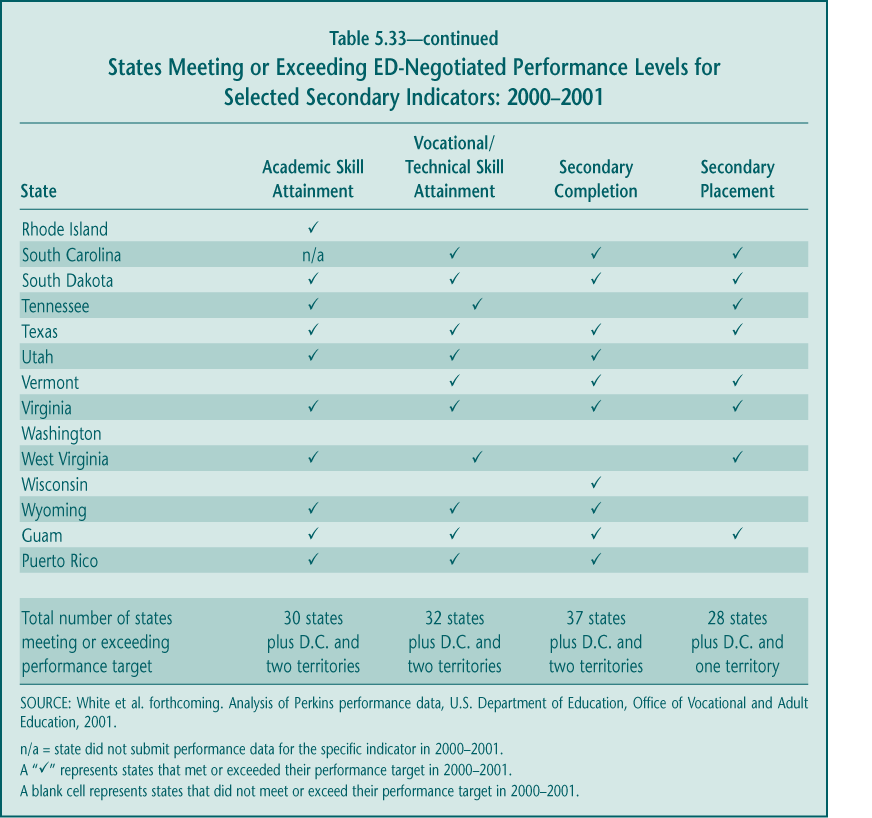 Table 5.33—continued
States Meeting or Exceeding ED-Negotiated Performance Levels for
Selected Secondary Indicators: 2000–2001
Vocational/
Academic Skill Technical Skill Secondary Secondary
State Attainment Attainment Completion Placement
Rhode Island ✓
South Carolina n/a ✓ ✓ ✓
South Dakota ✓ ✓ ✓ ✓
Tennessee ✓ ✓ ✓
Texas ✓ ✓ ✓ ✓
Utah ✓ ✓ ✓
Vermont ✓ ✓ ✓
Virginia ✓ ✓ ✓ ✓
Washington
West Virginia ✓ ✓ ✓
Wisconsin ✓
Wyoming ✓ ✓ ✓
Guam ✓ ✓ ✓ ✓
Puerto Rico ✓ ✓ ✓
Total number of states 30 states 32 states 37 states 28 states
meeting or exceeding plus D.C. and plus D.C. and plus D.C. and plus D.C. and
performance target two territories two territories two territories one territory
SOURCE: White et al. forthcoming. Analysis of Perkins performance data, U.S. Department of Education, Office of Vocational and Adult
Education, 2001.
n/a = state did not submit performance data for the specific indicator in 2000–2001.
A “✓” represents states that met or exceeded their performance target in 2000–2001.
A blank cell represents states that did not meet or exceed their performance target in 2000–2001.